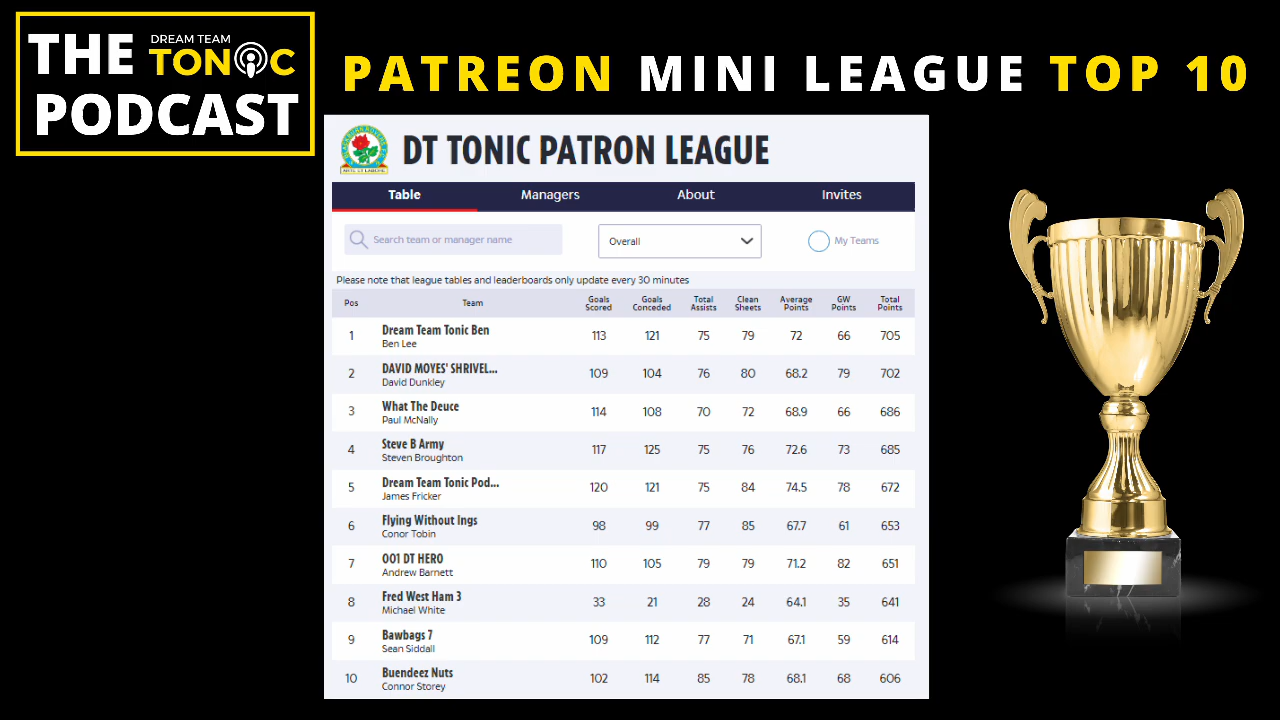 THE DREAM TEAM TONIC
PODCAST
PATREON MINI LEAGUE TOP 10
DT TONIC PATRON LEAGUE
Table Managers About Invites
Search team or manager name Overall My Teams
Please note that league tables and leaderboards only update every 30 minutes
Pos Team Goals Scored Goals Conceded Total Assists Clean Sheets Average Points GW Points Total Points
1 Dream Team Tonic Ben 113 121 75 79 72 66 705
Ben Lee
2 DAVID MOYES' SHRIVEL... 109 104 76 80 68.2 79 702
David Dunkley
3 What The Deuce 114 108 70 72 68.9 66 686
Paul McNally
4 Steve B Army 117 125 75 76 72.6 73 685
Steven Broughton
5 Dream Team Tonic Pod... 120 121 75 84 74.5 78 672
James Fricker
6 Flying Without Ings 98 99 77 85 67.7 61 653
Conor Tobin
7 001 DT HERO 110 105 79 79 71.2 82 651
Andrew Barnett
8 Fred West Ham 3 33 21 28 24 64.1 35 641
Michael White
9 Bawbags 7 109 112 77 71 67.1 59 614
Sean Siddall
10 Buendeez Nuts 102 114 85 78 68.1 68 606
Connor Storey